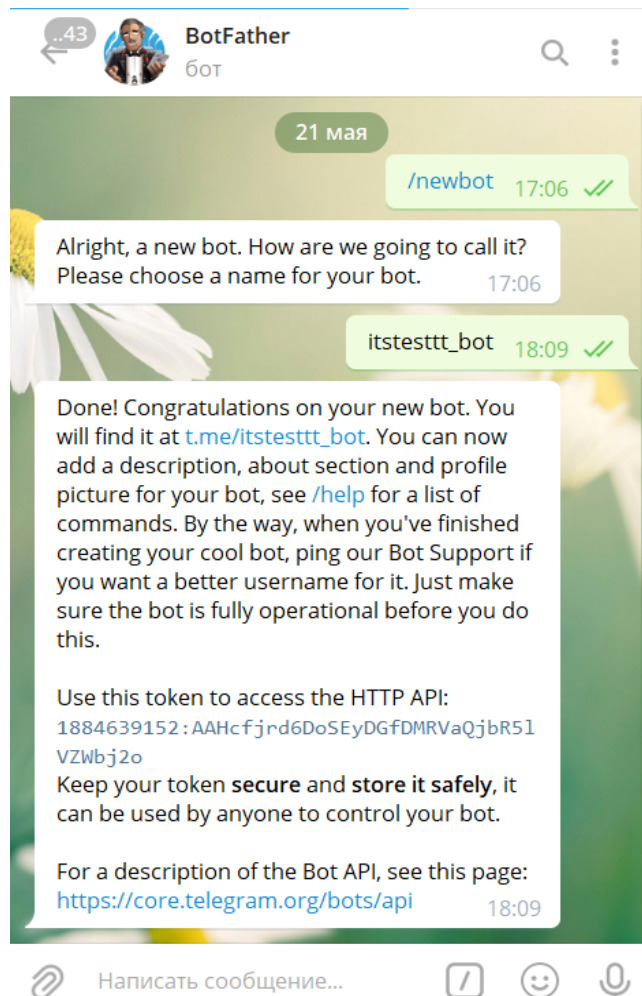 ..43
BotFather
бот
21 мая
/newbot 17:06
Alright, a new bot. How are we going to call it?
Please choose a name for your bot. 17:06
itstesttt_bot 18:09
Done! Congratulations on your new bot. You
will find it at t.me/itstesttt_bot. You can now
add a description, about section and profile
picture for your bot, see /help for a list of
commands. By the way, when you've finished
creating your cool bot, ping our Bot Support if
you want a better username for it. Just make
sure the bot is fully operational before you do
this.
Use this token to access the HTTP API:
1884639152:AAHcfjrd6DoSEyDGfDMRVaQjbR5l
VZWbj2o
Keep your token secure and store it safely, it
can be used by anyone to control your bot.
For a description of the Bot API, see this page:
https://core.telegram.org/bots/api 18:09
Написать сообщение...